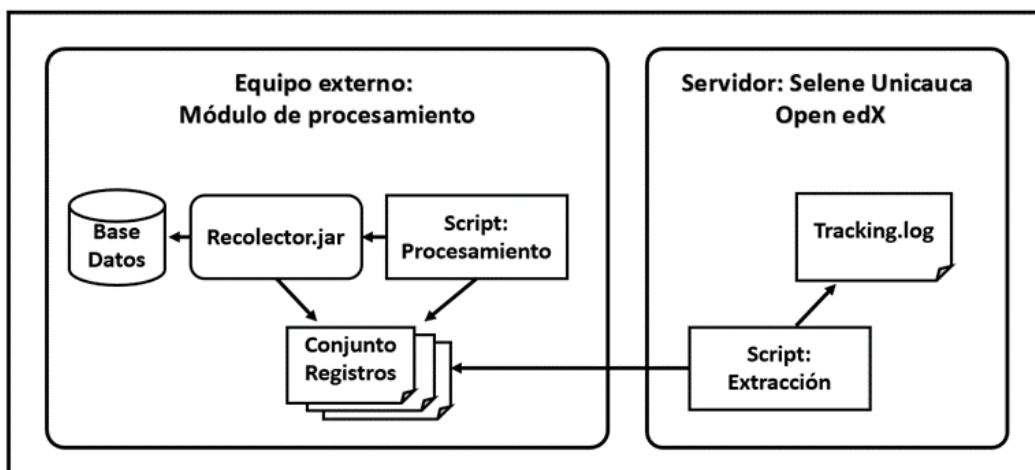 Equipo externo:
Módulo de procesamiento
Servidor: Selene Unicauca
Open edX
Base
Datos
Recolector.jar
Script:
Procesamiento
Tracking.log
Conjunto
Registros
Script:
Extracción